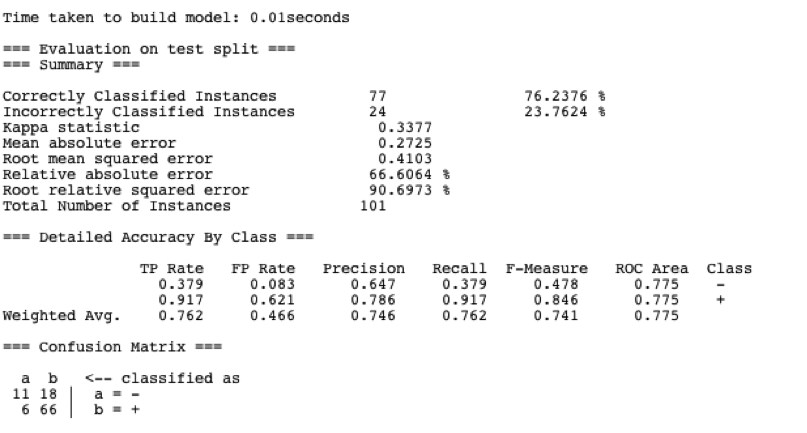 Time taken to build model: 0.01seconds
=== Evaluation on test split ===
=== Summary ===
Correctly Classified Instances 77 76.2376 %
Incorrectly Classified Instances 24 23.7624 %
Kappa statistic 0.3377
Mean absolute error 0.2725
Root mean squared error 0.4103
Relative absolute error 66.6064 %
Root relative squared error 90.6973 %
Total Number of Instances 101
=== Detailed Accuracy By Class ===
TP Rate FP Rate Precision Recall F-Measure ROC Area Class
0.379 0.083 0.647 0.379 0.478 0.775 -
0.917 0.621 0.786 0.917 0.846 0.775 +
Weighted Avg. 0.762 0.466 0.746 0.762 0.741 0.775
=== Confusion Matrix ===
a b <-- classified as
11 18 | a = -
6 66 | b = +